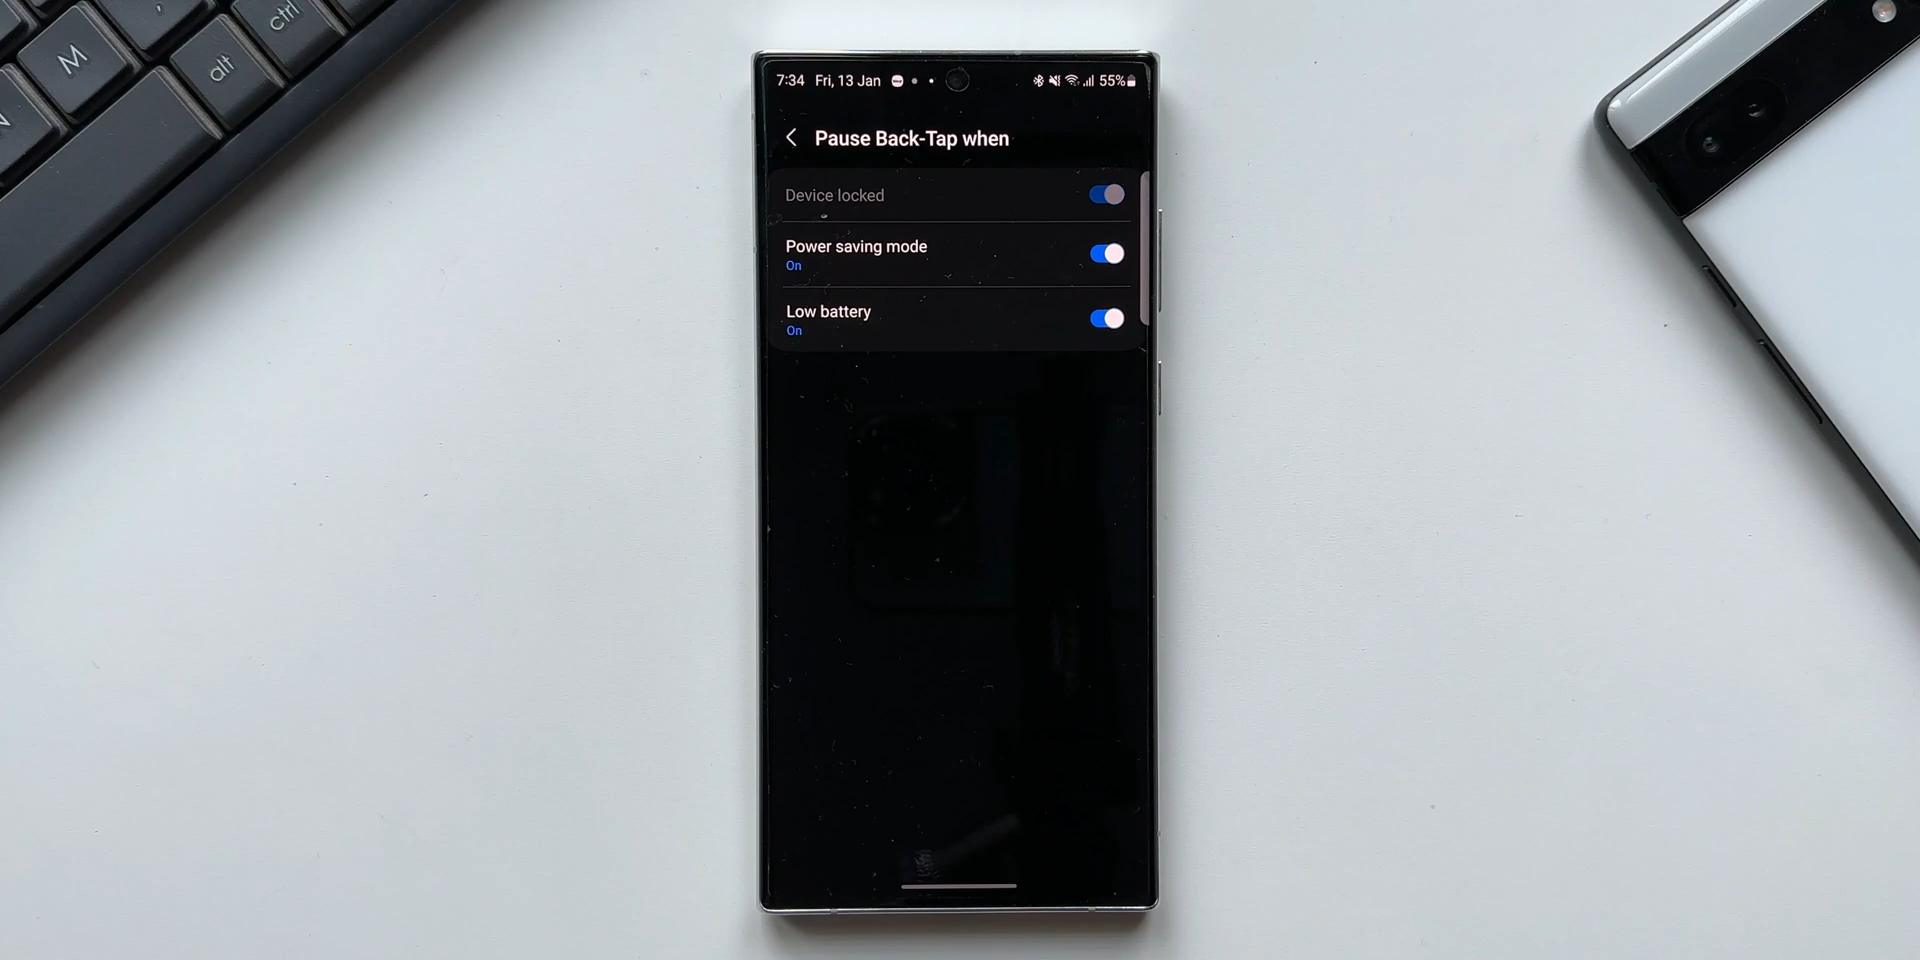 M
ctrl
alt
N
7:34 Fri, 13 Jan 55%
Pause Back-Tap when
Device locked
Power saving mode
On
Low battery
On